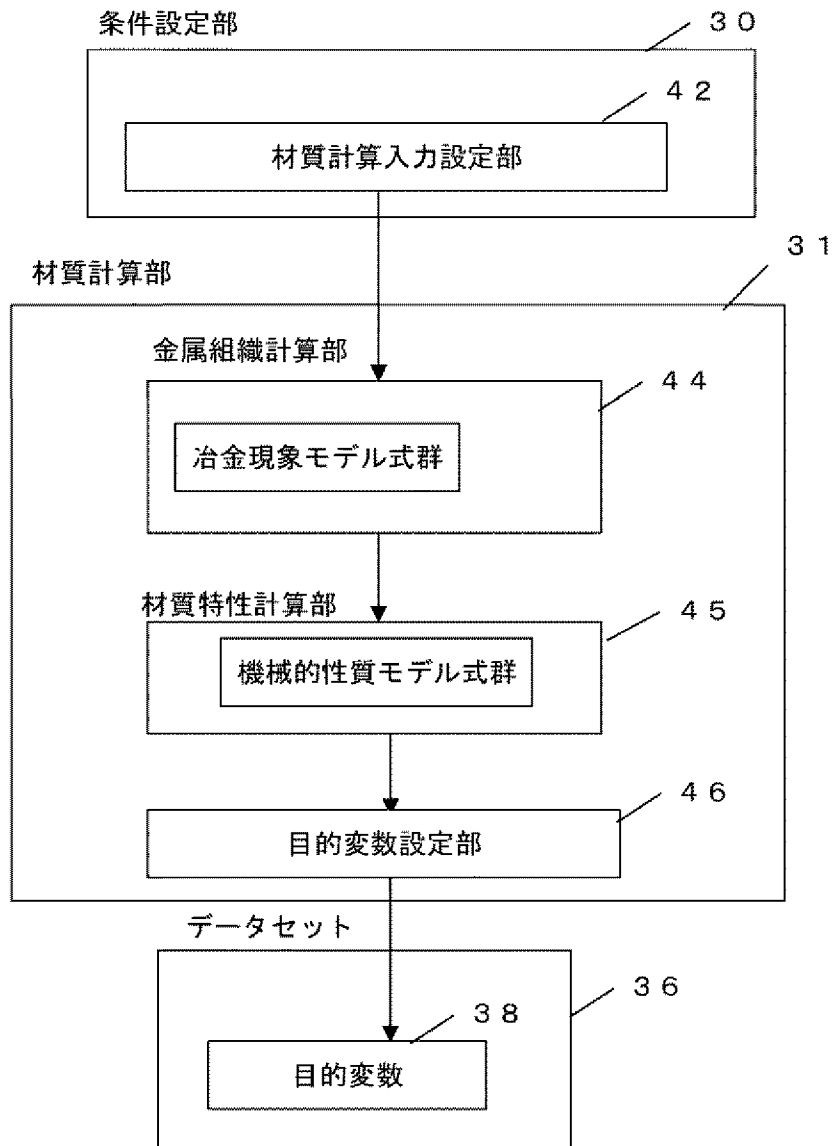 条件設定部
30
42
材質計算入力設定部
31
材質計算部
金属組織計算部
44
冶金現象モデル式群
材質特性計算部
45
機械的性質モデル式群
46
目的変数設定部
データセット
36
38
目的変数